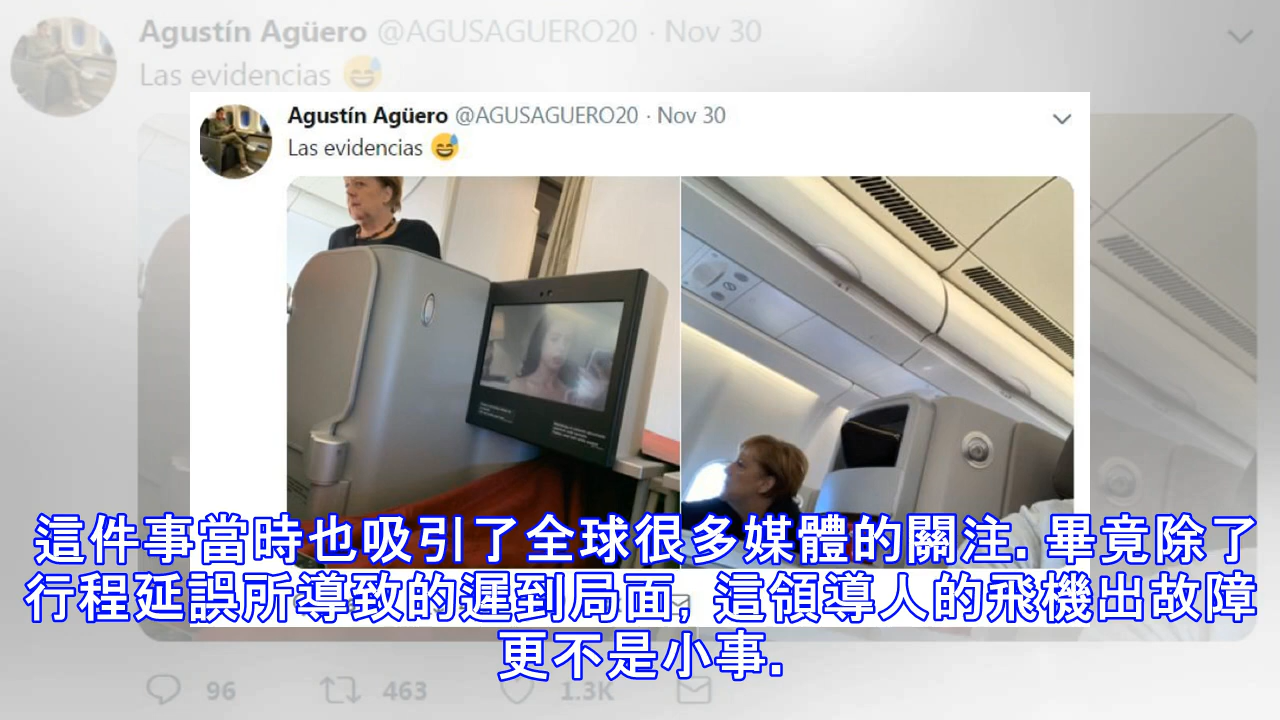 Agustín Agüero @AGUSAGUERO20 · Nov 30
Las evidencias 😅
Agustín Agüero @AGUSAGUERO20 · Nov 30
Las evidencias 😅
這件事當時也吸引了全球很多媒體的關注. 畢竟除了
行程延誤所導致的遲到局面, 這領導人的飛機出故障
更不是小事.
96 463 1.3K